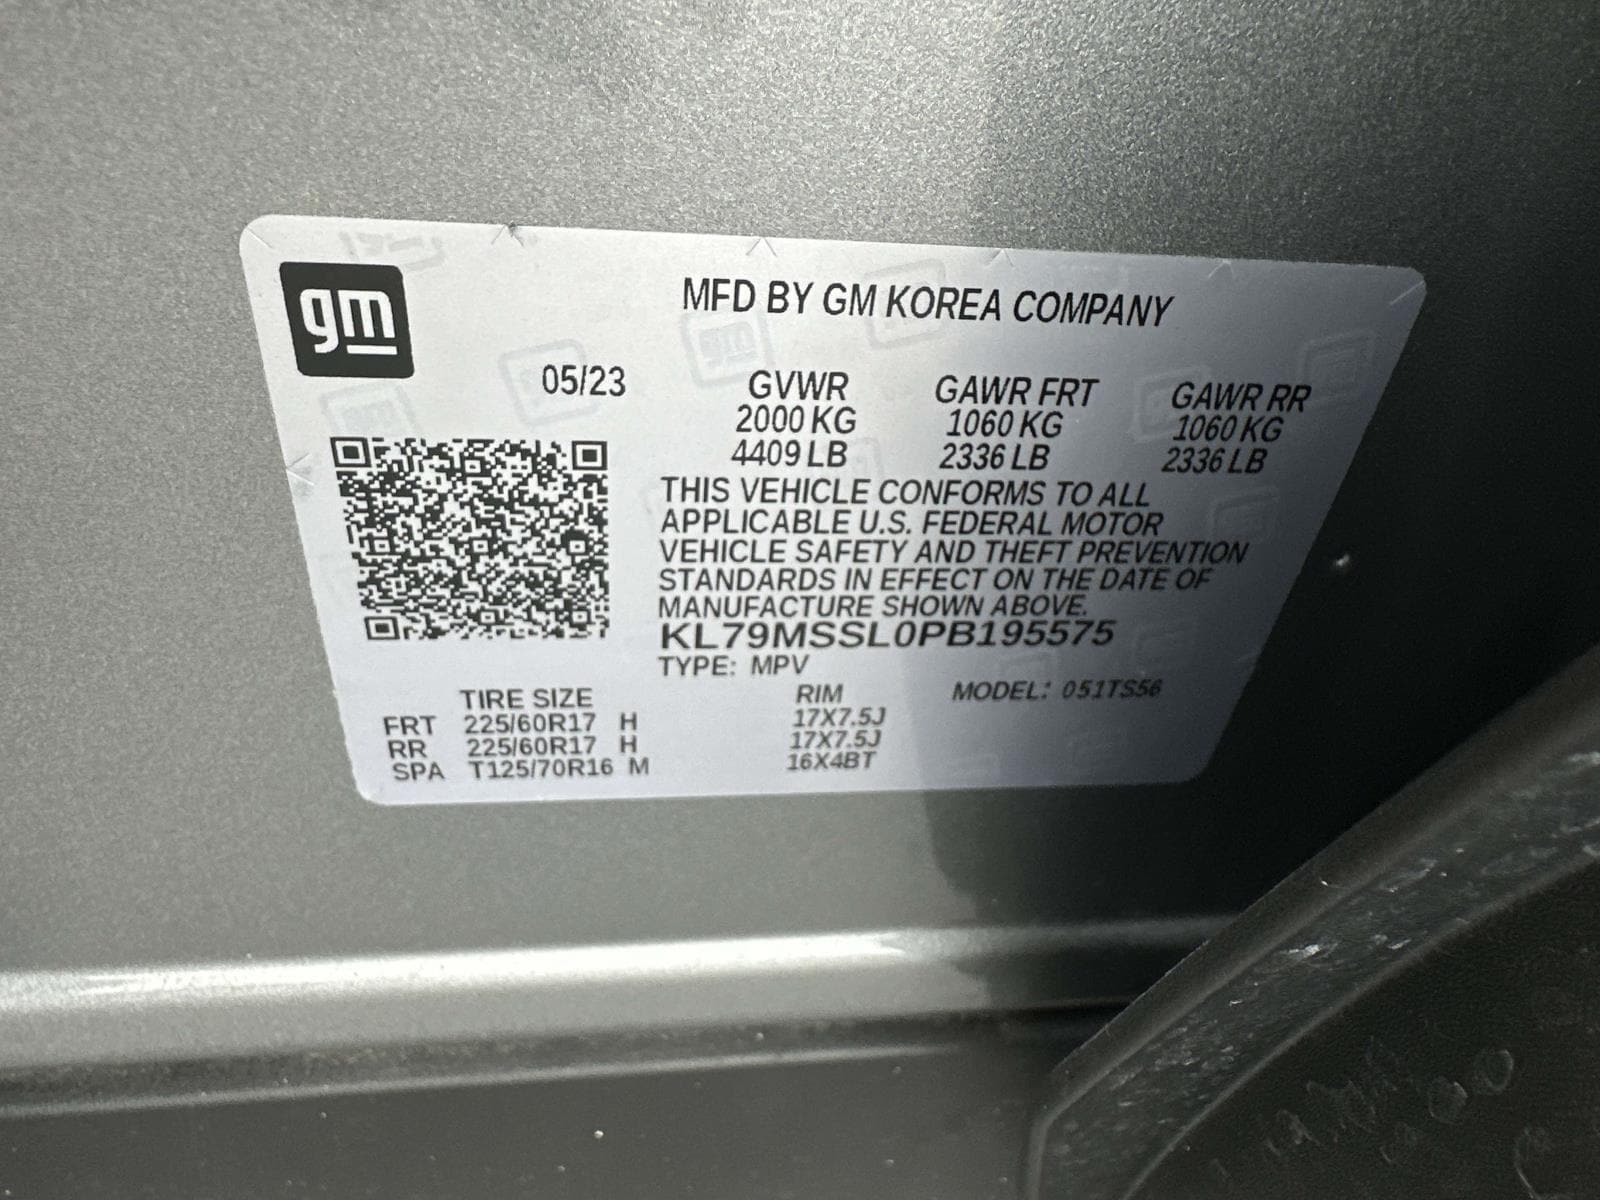 gm
MFD BY GM KOREA COMPANY
05/23 GVWR GAWR FRT GAWR RR
2000 KG 1060 KG 1060 KG
4409 LB 2336 LB 2336 LB
THIS VEHICLE CONFORMS TO ALL
APPLICABLE U.S. FEDERAL MOTOR
VEHICLE SAFETY AND THEFT PREVENTION
STANDARDS IN EFFECT ON THE DATE OF
MANUFACTURE SHOWN ABOVE.
KL79MSSL0PB195575
TYPE: MPV
TIRE SIZE RIM MODEL: 051TS56
FRT 225/60R17 H 17X7.5J
RR 225/60R17 H 17X7.5J
SPA T125/70R16 M 16X4BT